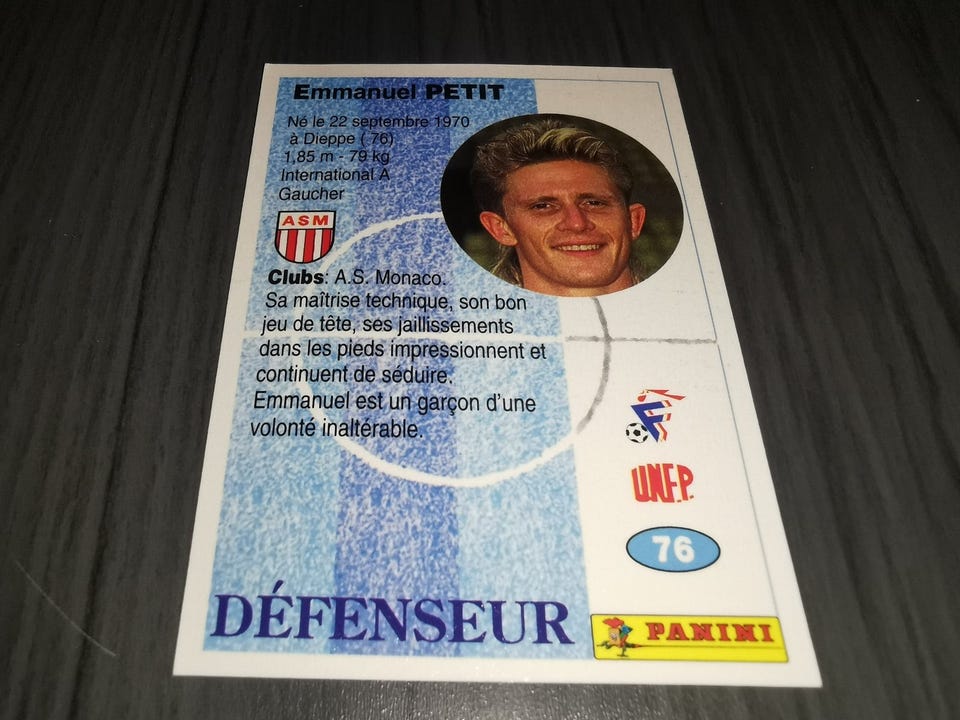 Emmanuel PETIT
Né le 22 septembre 1970
à Dieppe ( 76)
1,85 m - 79 kg
International A
Gaucher
ASM
Clubs: A.S. Monaco.
Sa maîtrise technique, son bon
jeu de tête, ses jaillissements
dans les pieds impressionnent et
continuent de séduire.
Emmanuel est un garçon d'une
volonté inaltérable.
U.N.F.P.
76
DÉFENSEUR
PANINI